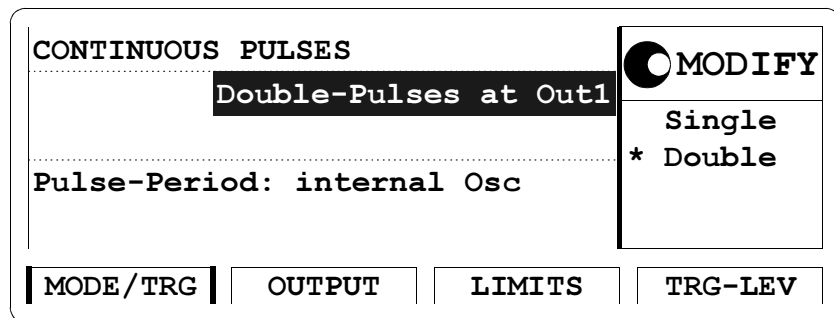 CONTINUOUS PULSES
Double-Pulses at Out1
Pulse-Period: internal Osc
MODIFY
Single
* Double
MODE/TRG
OUTPUT
LIMITS
TRG-LEV